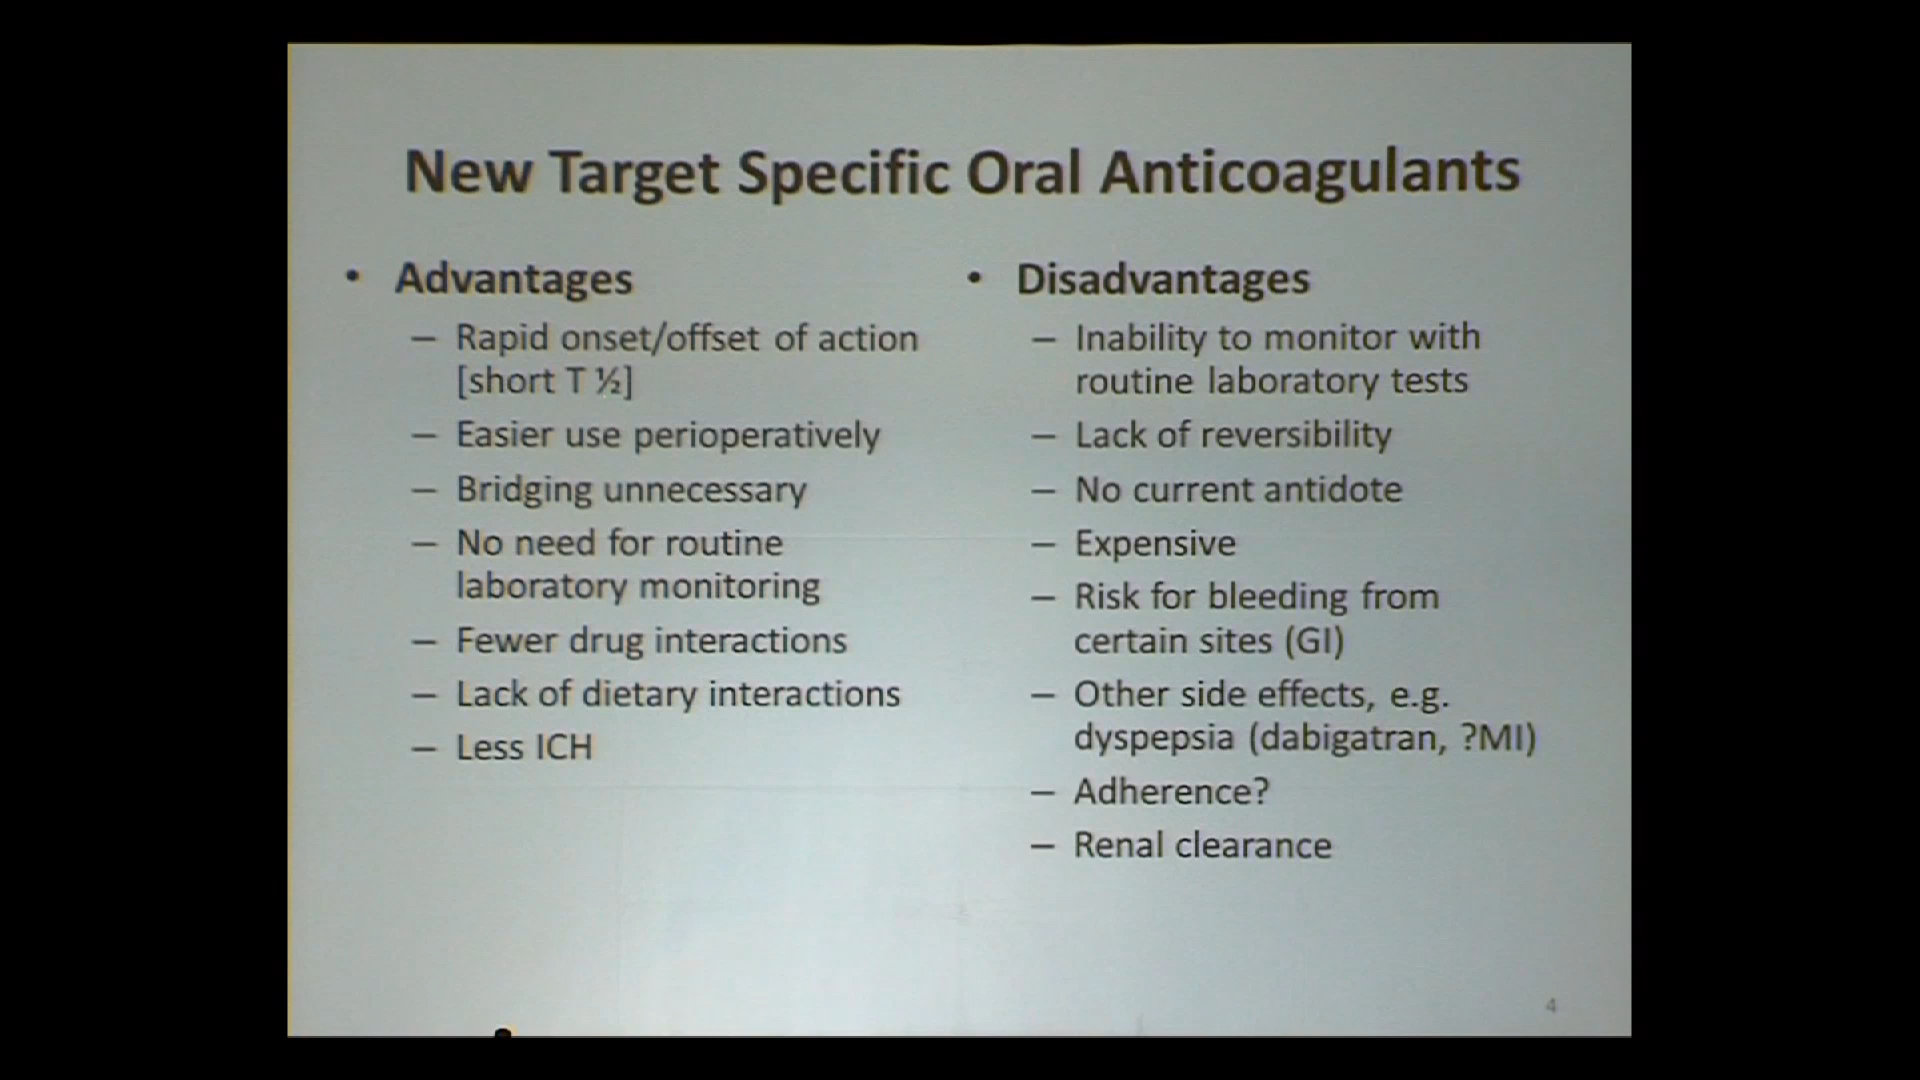 New Target Specific Oral Anticoagulants
• Advantages
– Rapid onset/offset of action
[short T ½]
– Easier use perioperatively
– Bridging unnecessary
– No need for routine
laboratory monitoring
– Fewer drug interactions
– Lack of dietary interactions
– Less ICH
• Disadvantages
– Inability to monitor with
routine laboratory tests
– Lack of reversibility
– No current antidote
– Expensive
– Risk for bleeding from
certain sites (GI)
– Other side effects, e.g.
dyspepsia (dabigatran, ?MI)
– Adherence?
– Renal clearance
4